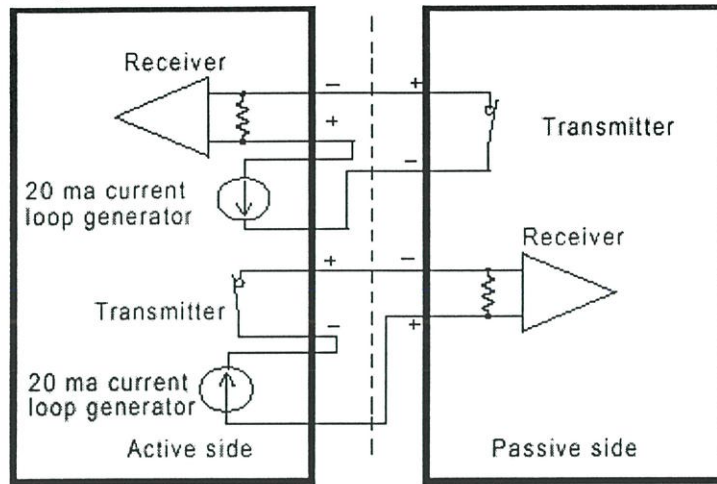 Receiver
Transmitter
20 ma current
loop generator
Receiver
Transmitter
20 ma current
loop generator
Active side
Passive side
− +
+
−
+ −
−
+